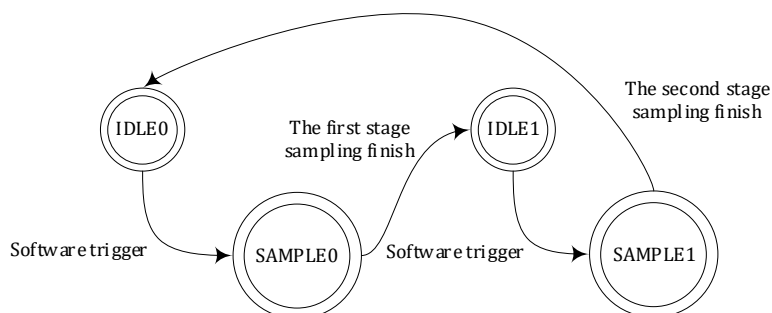 The second stage
sampling finish
IDLE0
The first stage
sampling finish
IDLE1
Software trigger
SAMPLE0
Software trigger
SAMPLE1